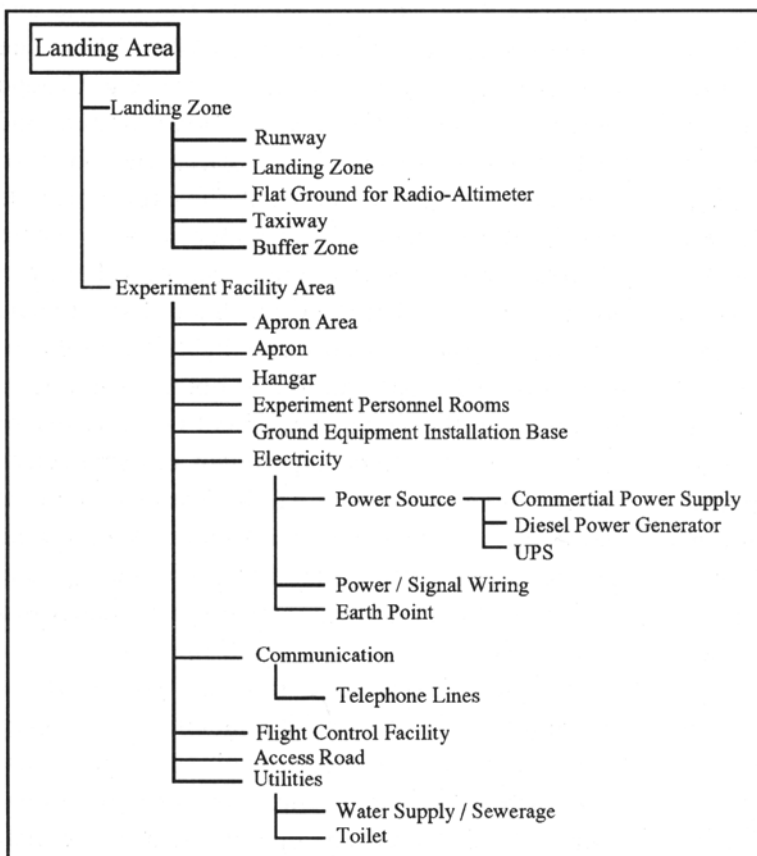 Landing Area
Landing Zone
Runway
Landing Zone
Flat Ground for Radio-Altimeter
Taxiway
Buffer Zone
Experiment Facility Area
Apron Area
Apron
Hangar
Experiment Personnel Rooms
Ground Equipment Installation Base
Electricity
Power Source
Commertial Power Supply
Diesel Power Generator
UPS
Power / Signal Wiring
Earth Point
Communication
Telephone Lines
Flight Control Facility
Access Road
Utilities
Water Supply / Sewerage
Toilet